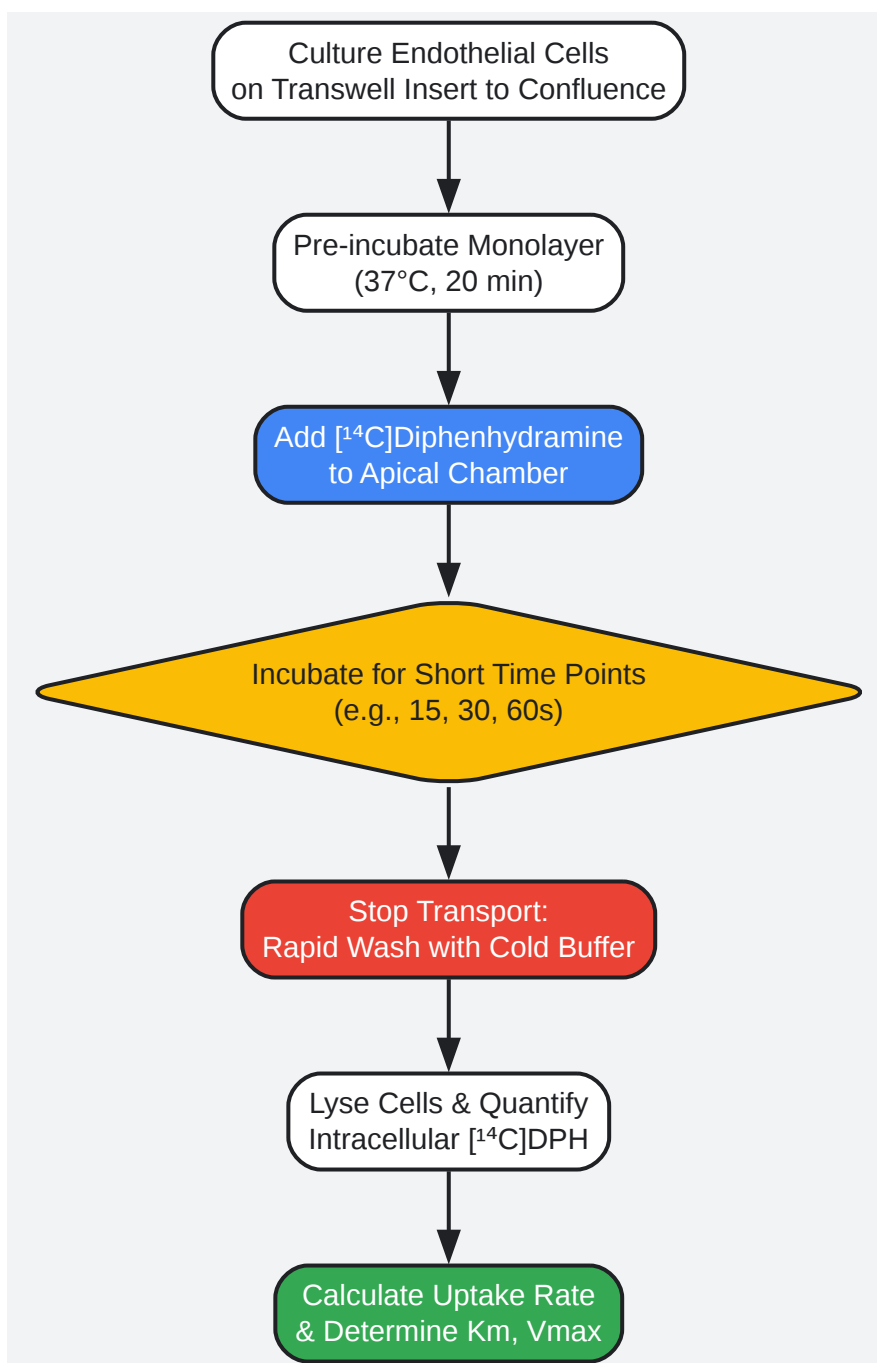 Culture Endothelial Cells
on Transwell Insert to Confluence
Pre-incubate Monolayer
(37°C, 20 min)
Add [¹⁴C]Diphenhydramine
to Apical Chamber
Incubate for Short Time Points
(e.g., 15, 30, 60s)
Stop Transport:
Rapid Wash with Cold Buffer
Lyse Cells & Quantify
Intracellular [¹⁴C]DPH
Calculate Uptake Rate
& Determine Km, Vmax